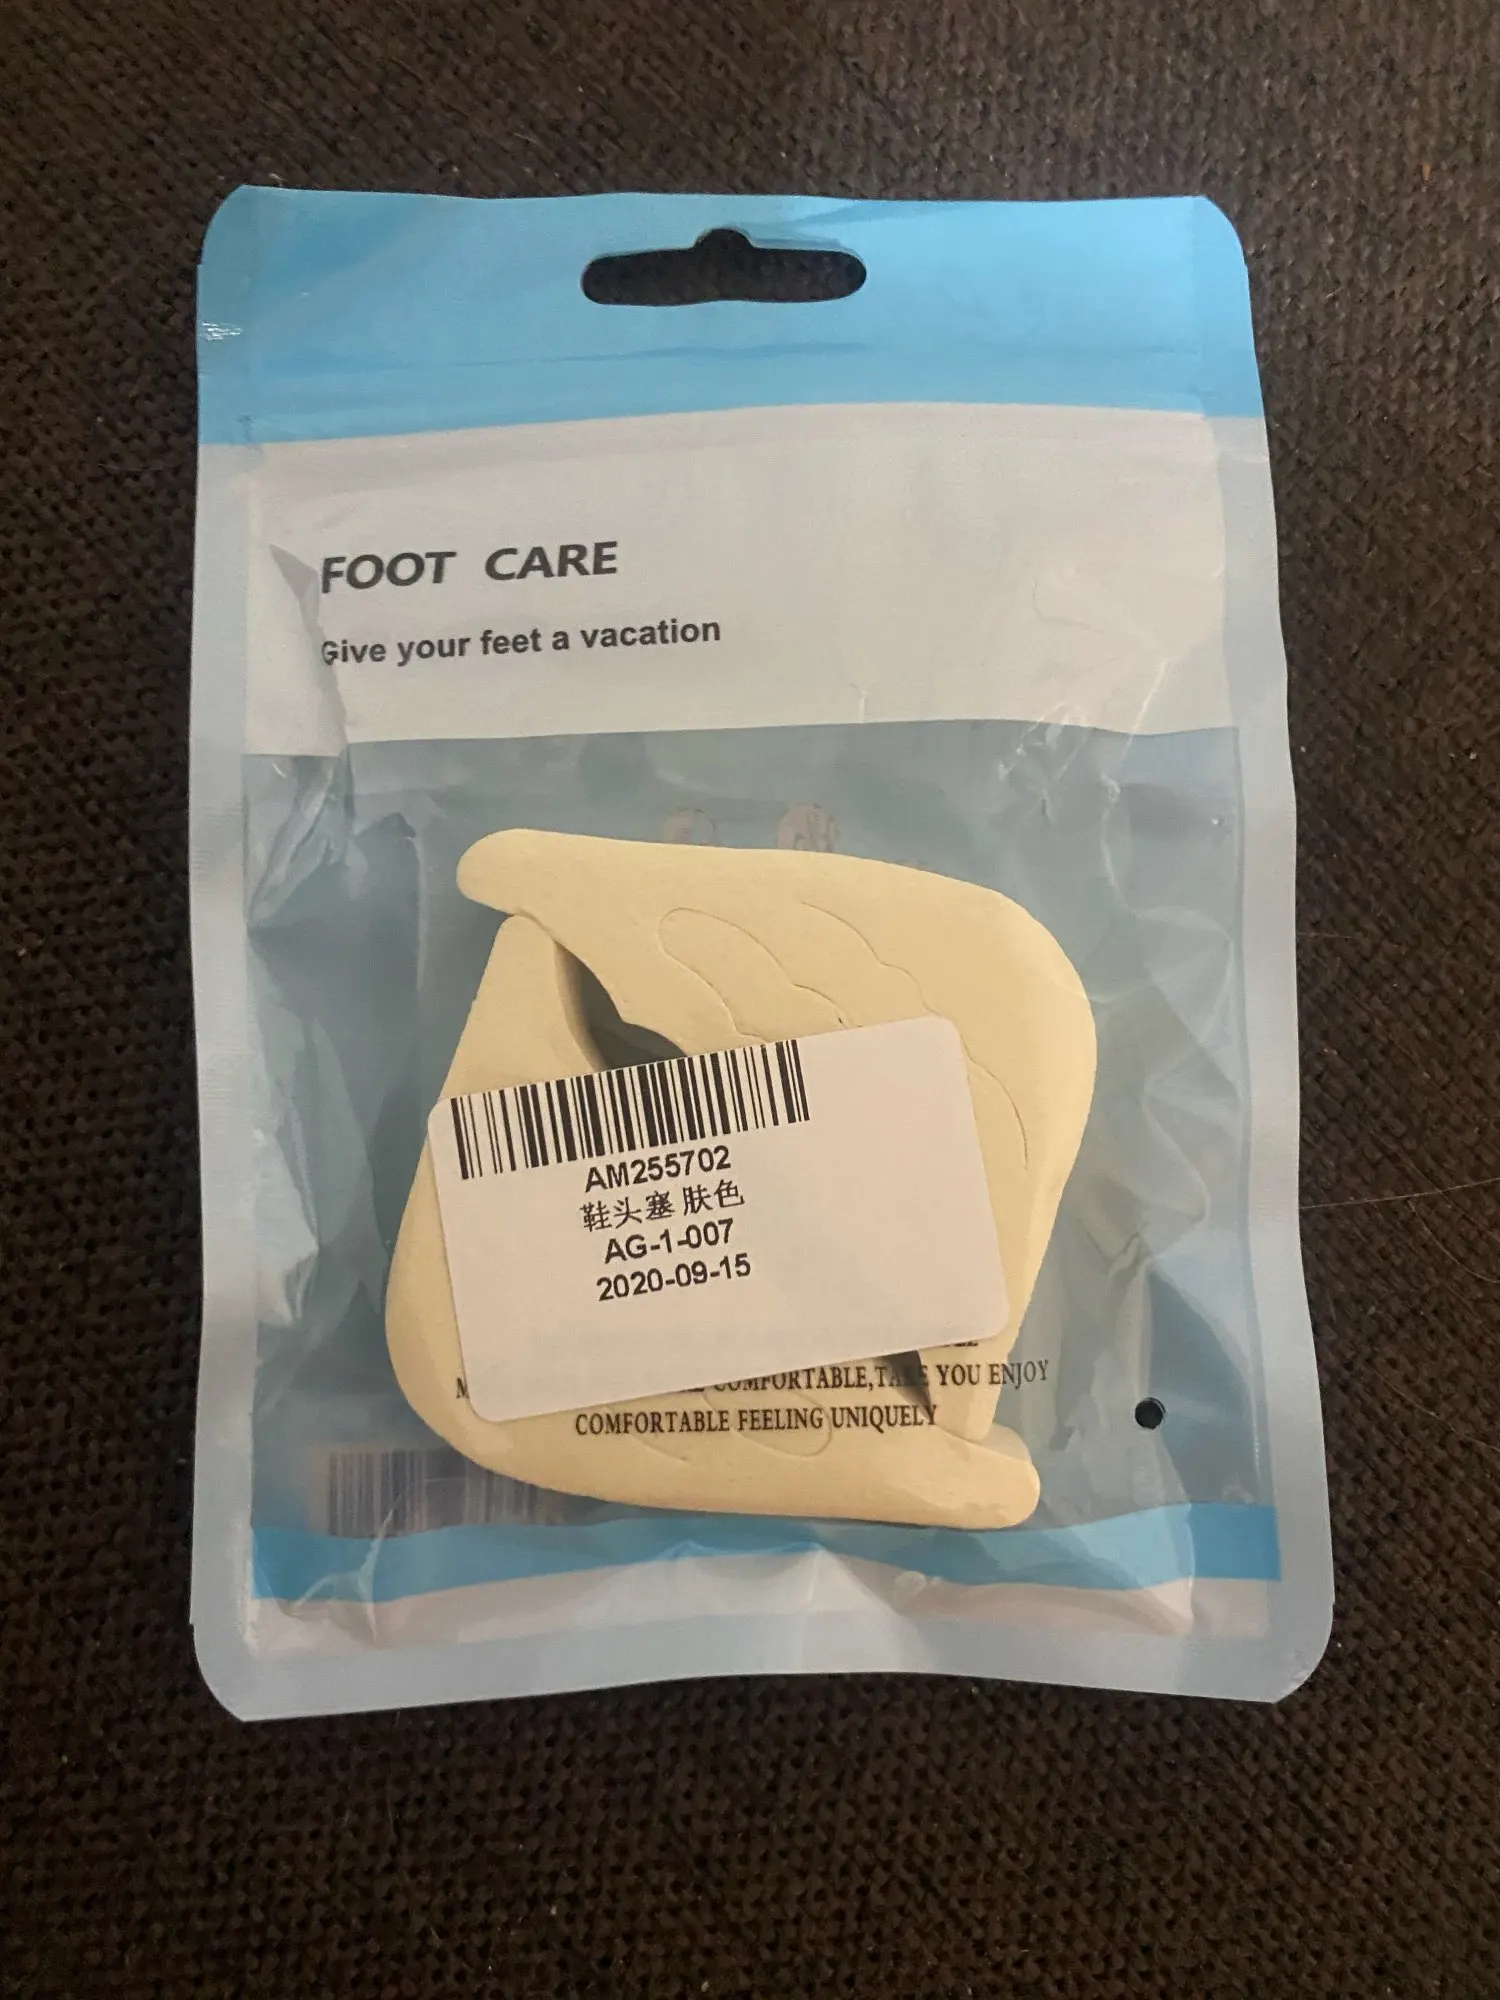 FOOT CARE
Give your feet a vacation
AM255702
鞋头塞 肤色
AG-1-007
2020-09-15
COMFORTABLE,TAKE YOU ENJOY
COMFORTABLE FEELING UNIQUELY